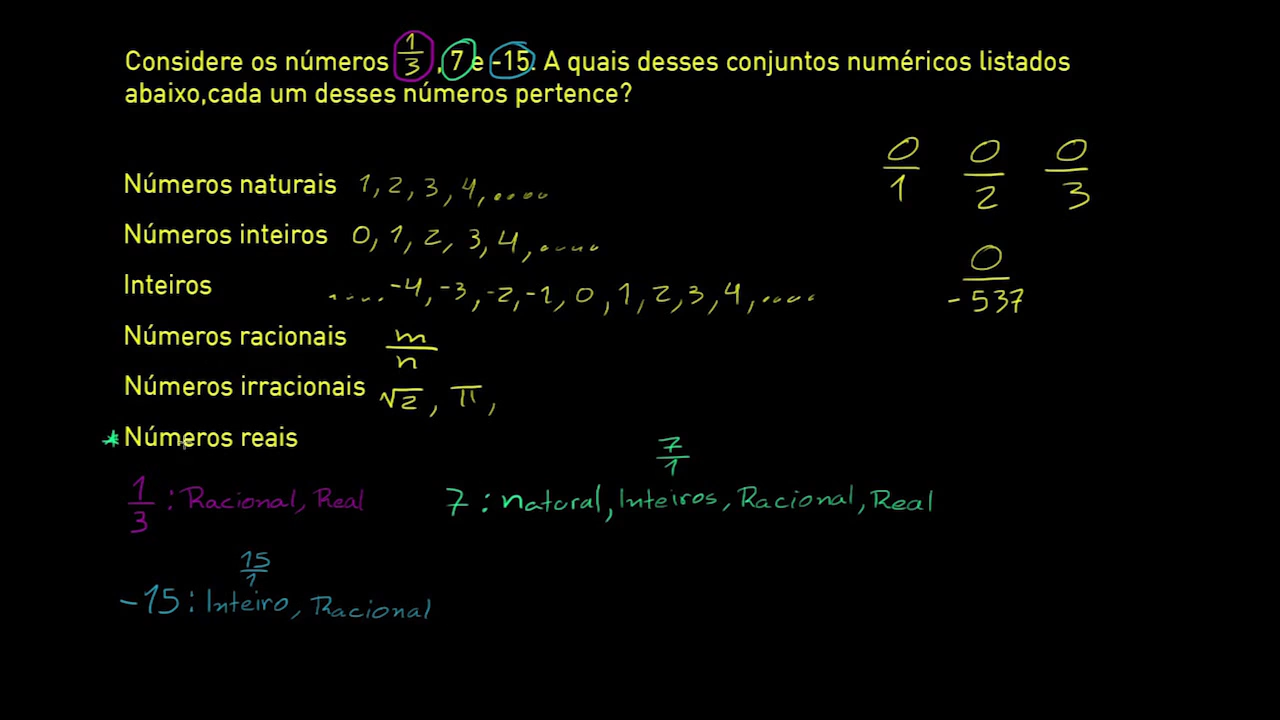 Considere os números 1/3, 7 e -15. A quais desses conjuntos numéricos listados
abaixo,cada um desses números pertence?
0/1 0/2 0/3
Números naturais 1, 2, 3, 4, ....
Números inteiros 0, 1, 2, 3, 4, .....
0/-537
Inteiros ....-4, -3, -2, -1, 0, 1, 2, 3, 4, .....
Números racionais m/n
Números irracionais √2, π,
* Números reais
7/1
1/3 : Racional, Real
7 : natural, Inteiros, Racional, Real
15/1
-15 : Inteiro, Racional